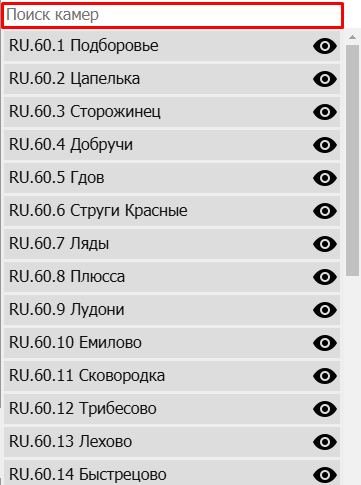 Поиск камер
RU.60.1 Подборовье
RU.60.2 Цапелька
RU.60.3 Сторожинец
RU.60.4 Добручи
RU.60.5 Гдов
RU.60.6 Струги Красные
RU.60.7 Ляды
RU.60.8 Плюсса
RU.60.9 Лудони
RU.60.10 Емилово
RU.60.11 Сковородка
RU.60.12 Трибесово
RU.60.13 Лехово
RU.60.14 Быстрецово